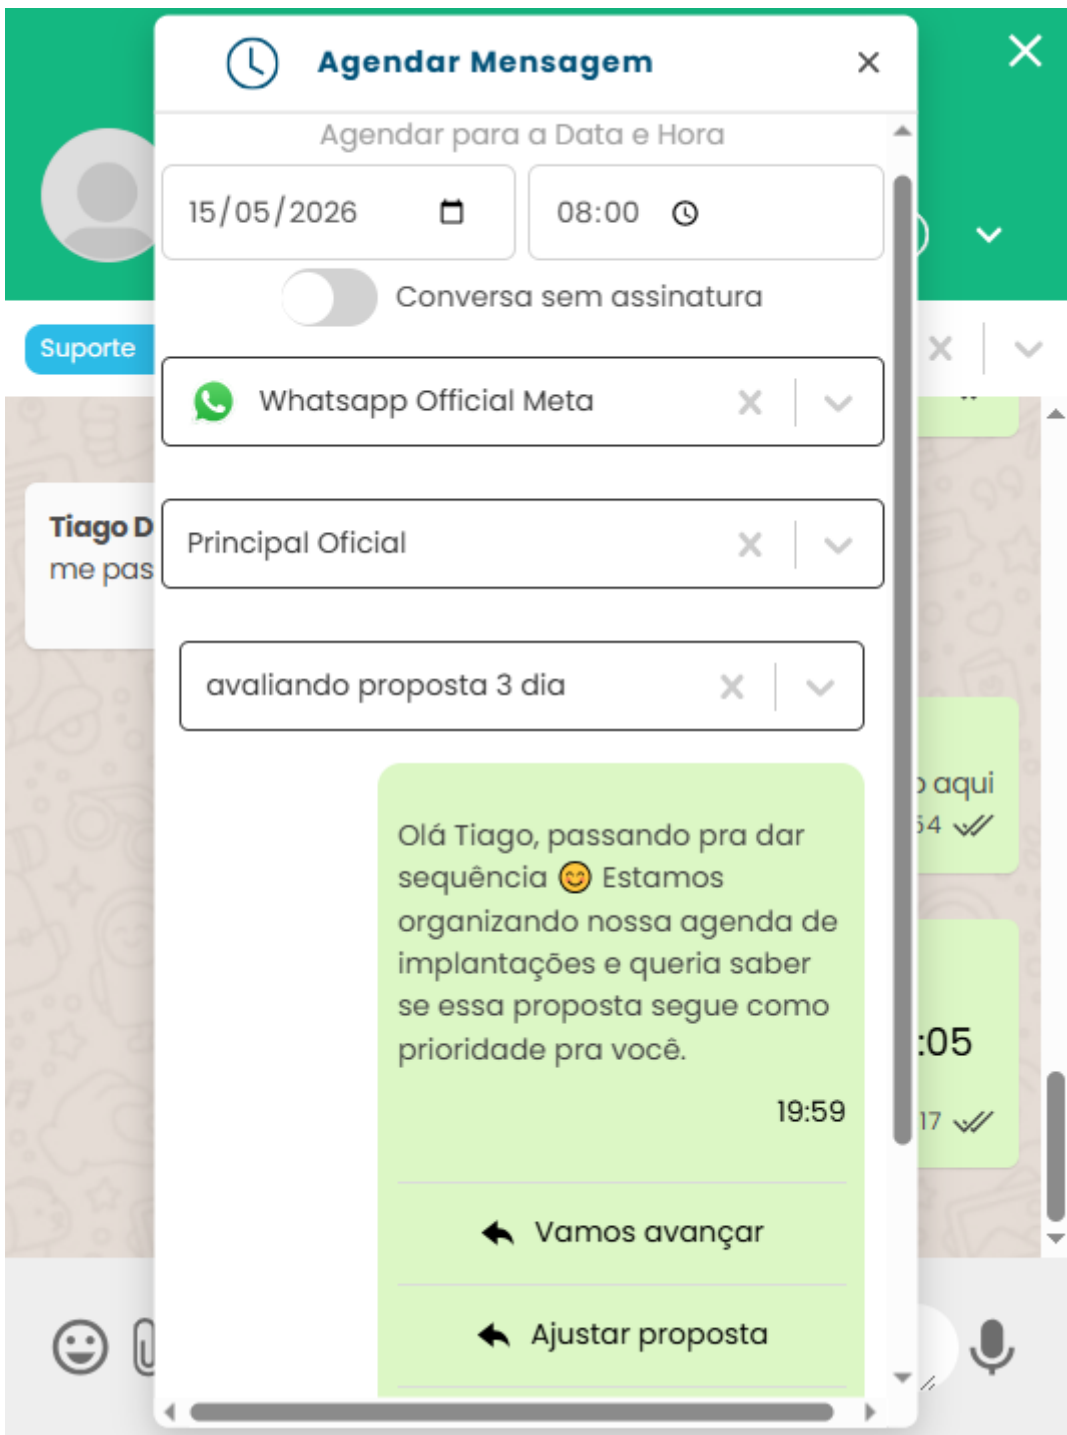 Agendar Mensagem
Agendar para a Data e Hora
15/05/2026
08:00
Conversa sem assinatura
Suporte
Whatsapp Official Meta
Tiago D
me pas
Principal Oficial
avaliando proposta 3 dia
o aqui
54
Olá Tiago, passando pra dar
sequência 😊 Estamos
organizando nossa agenda de
implantações e queria saber
se essa proposta segue como
prioridade pra você.
19:59
:05
17
Vamos avançar
Ajustar proposta